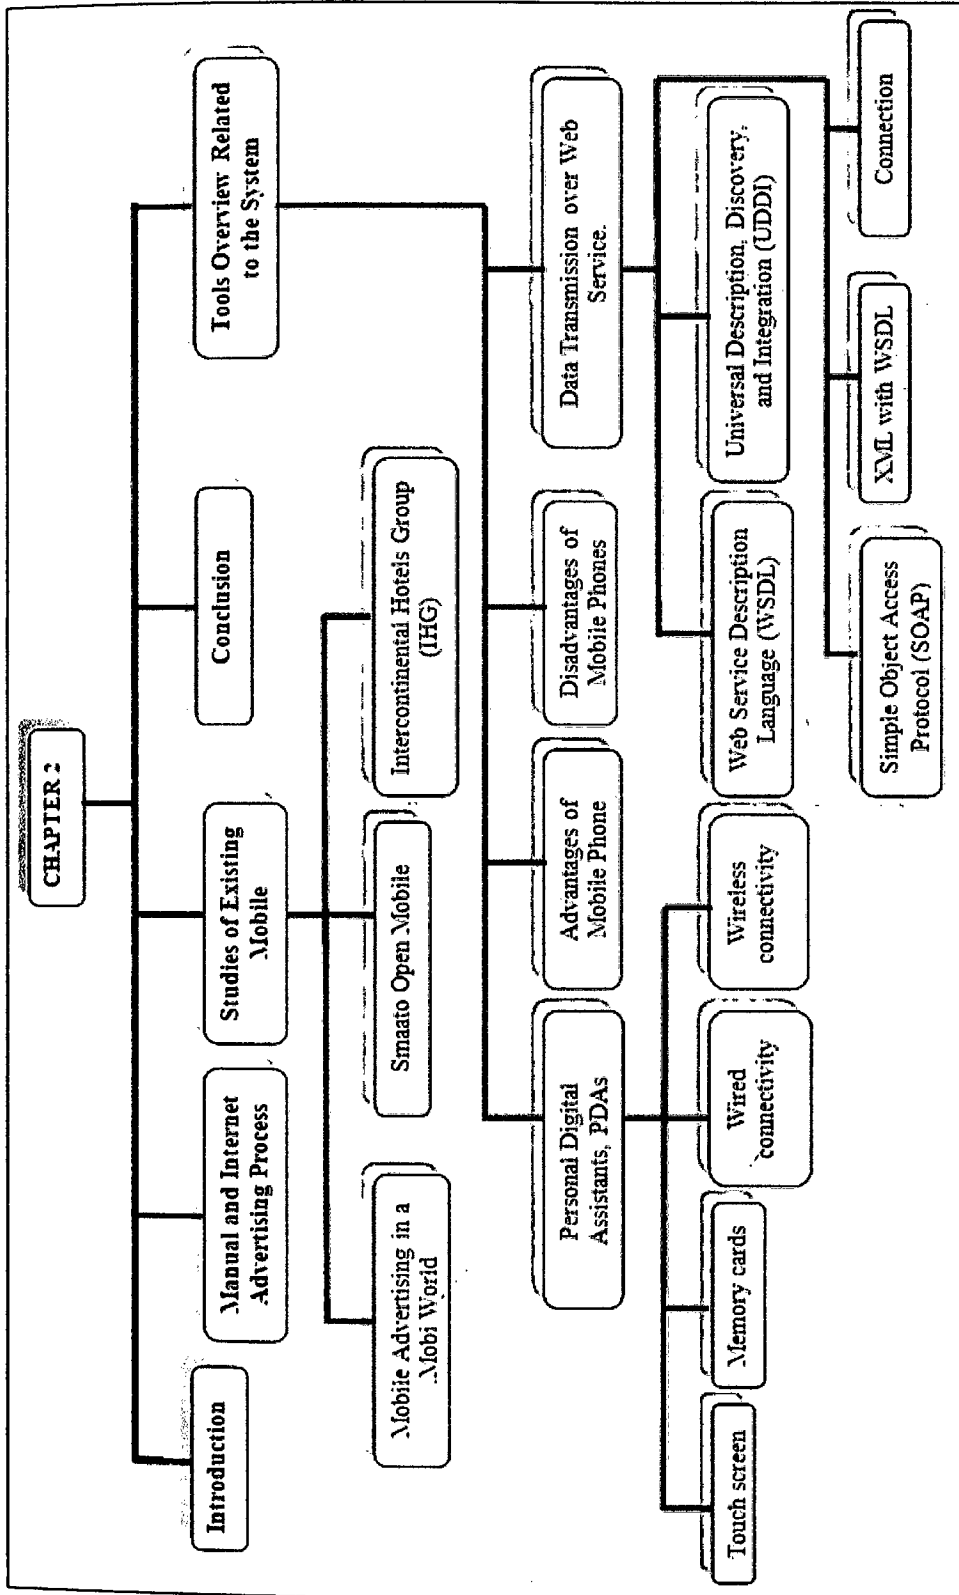 CHAPTER 2
Introduction
Manual and Internet
Advertising Process
Studies of Existing
Mobile
Conclusion
Tools Overview Related
to the System
Mobile Advertising in a
Mobi World
Smaato Open Mobile
Intercontinental Hotels Group
(IHG)
Personal Digital
Assistants, PDAs
Advantages of
Mobile Phone
Disadvantages of
Mobile Phones
Data Transmission over Web
Service.
Touch screen
Memory cards
Wired
connectivity
Wireless
connectivity
Web Service Description
Language (WSDL)
Universal Description, Discovery,
and Integration (UDDI)
Simple Object Access
Protocol (SOAP)
XML with WSDL
Connection